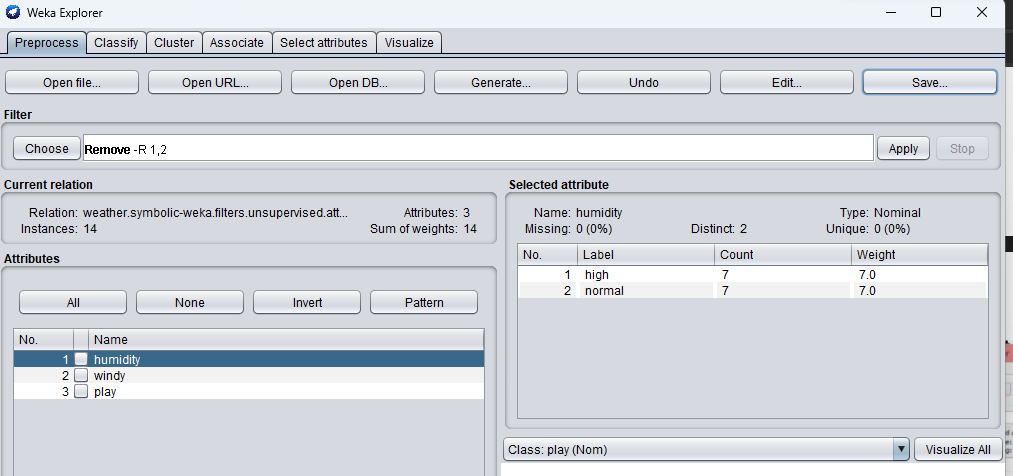 Weka Explorer
Preprocess Classify Cluster Associate Select attributes Visualize
Open file... Open URL... Open DB... Generate... Undo Edit... Save...
Filter
Choose Remove -R 1,2 Apply Stop
Current relation
Relation: weather.symbolic-weka.filters.unsupervised.att... Attributes: 3
Instances: 14 Sum of weights: 14
Attributes
All None Invert Pattern
No. Name
1 humidity
2 windy
3 play
Selected attribute
Name: humidity Type: Nominal
Missing: 0 (0%) Distinct: 2 Unique: 0 (0%)
No. Label Count Weight
1 high 7 7.0
2 normal 7 7.0
Class: play (Nom) Visualize All